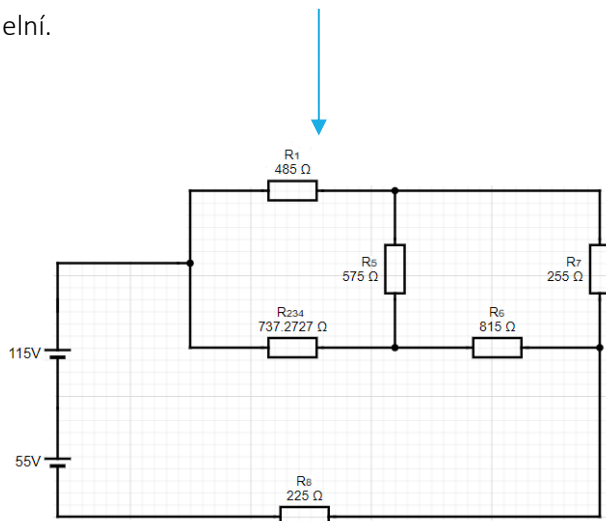 elní.
R1
485 Ω
R5
575 Ω
R7
255 Ω
R234
737.2727 Ω
R6
815 Ω
115V
55V
R8
225 Ω